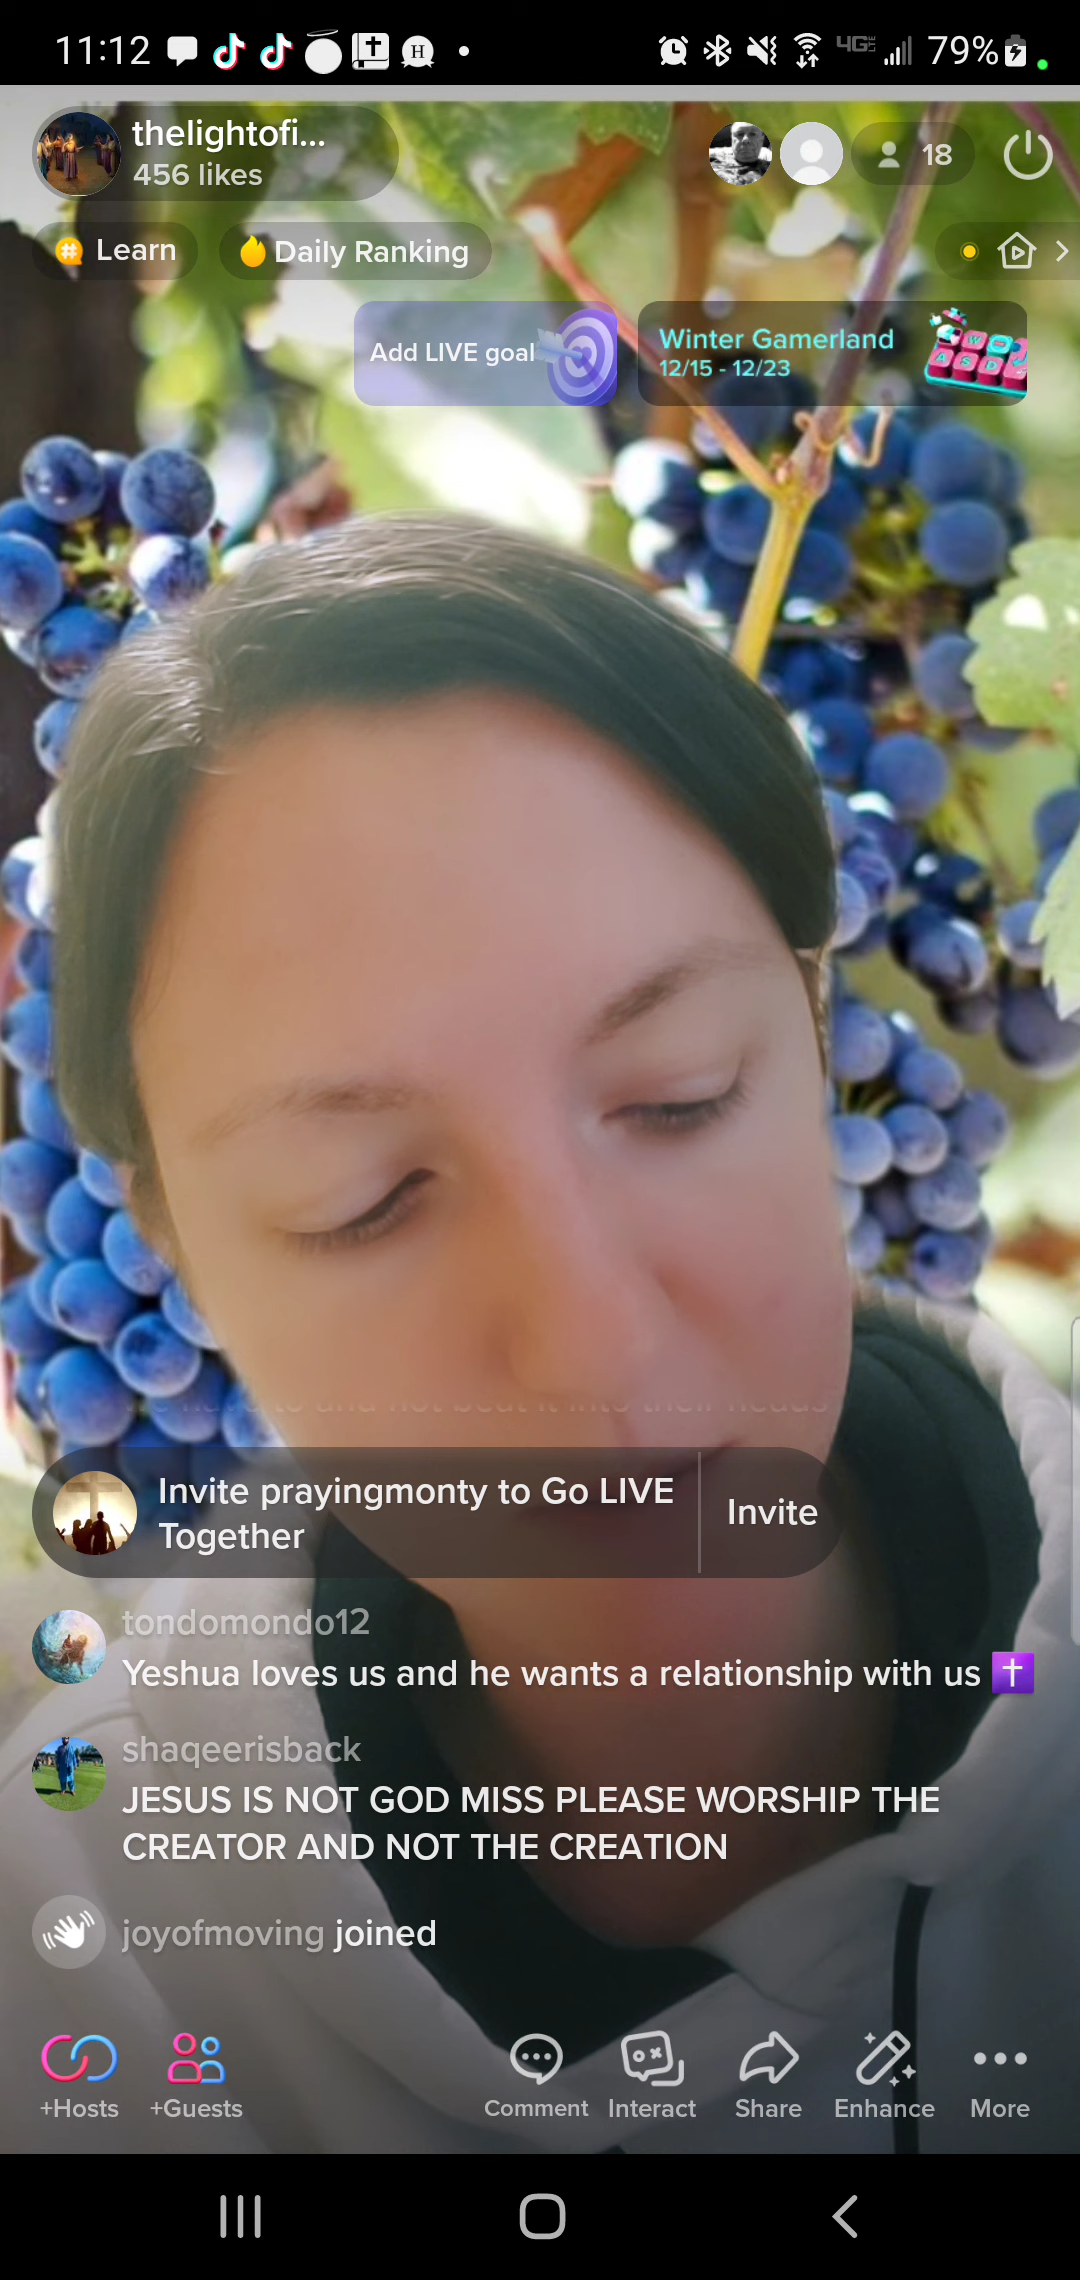 11:12
H
4G LTE
79%
thelightofi...
456 likes
18
Learn
Daily Ranking
Add LIVE goal
Winter Gamerland
12/15 - 12/23
W
A S D
Invite prayingmonty to Go LIVE
Together
Invite
tondomondo12
Yeshua loves us and he wants a relationship with us ✝️
shaqeerisback
JESUS IS NOT GOD MISS PLEASE WORSHIP THE
CREATOR AND NOT THE CREATION
joyofmoving joined
+Hosts
+Guests
Comment
Interact
Share
Enhance
More